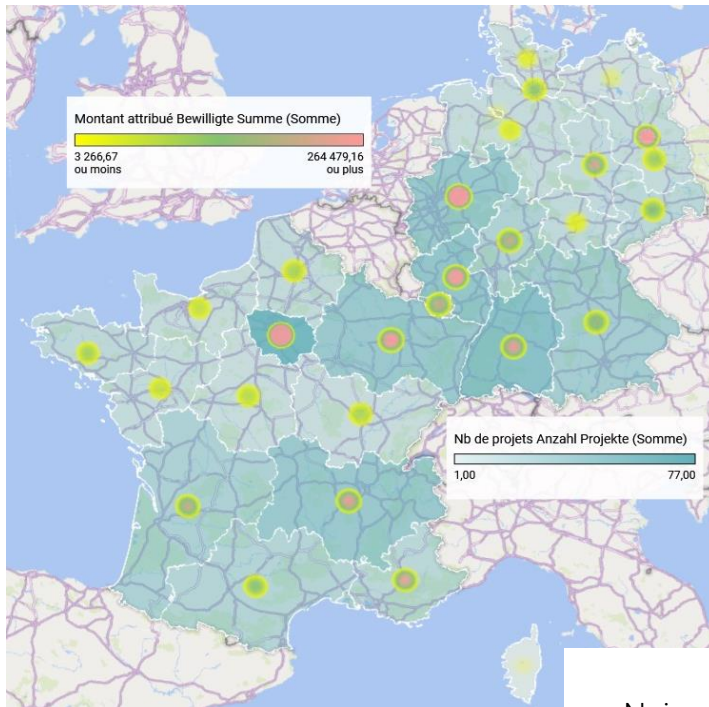 Montant attribué Bewilligte Summe (Somme)
3 266,67
ou moins
264 479,16
ou plus
Nb de projets Anzahl Projekte (Somme)
1,00
77,00